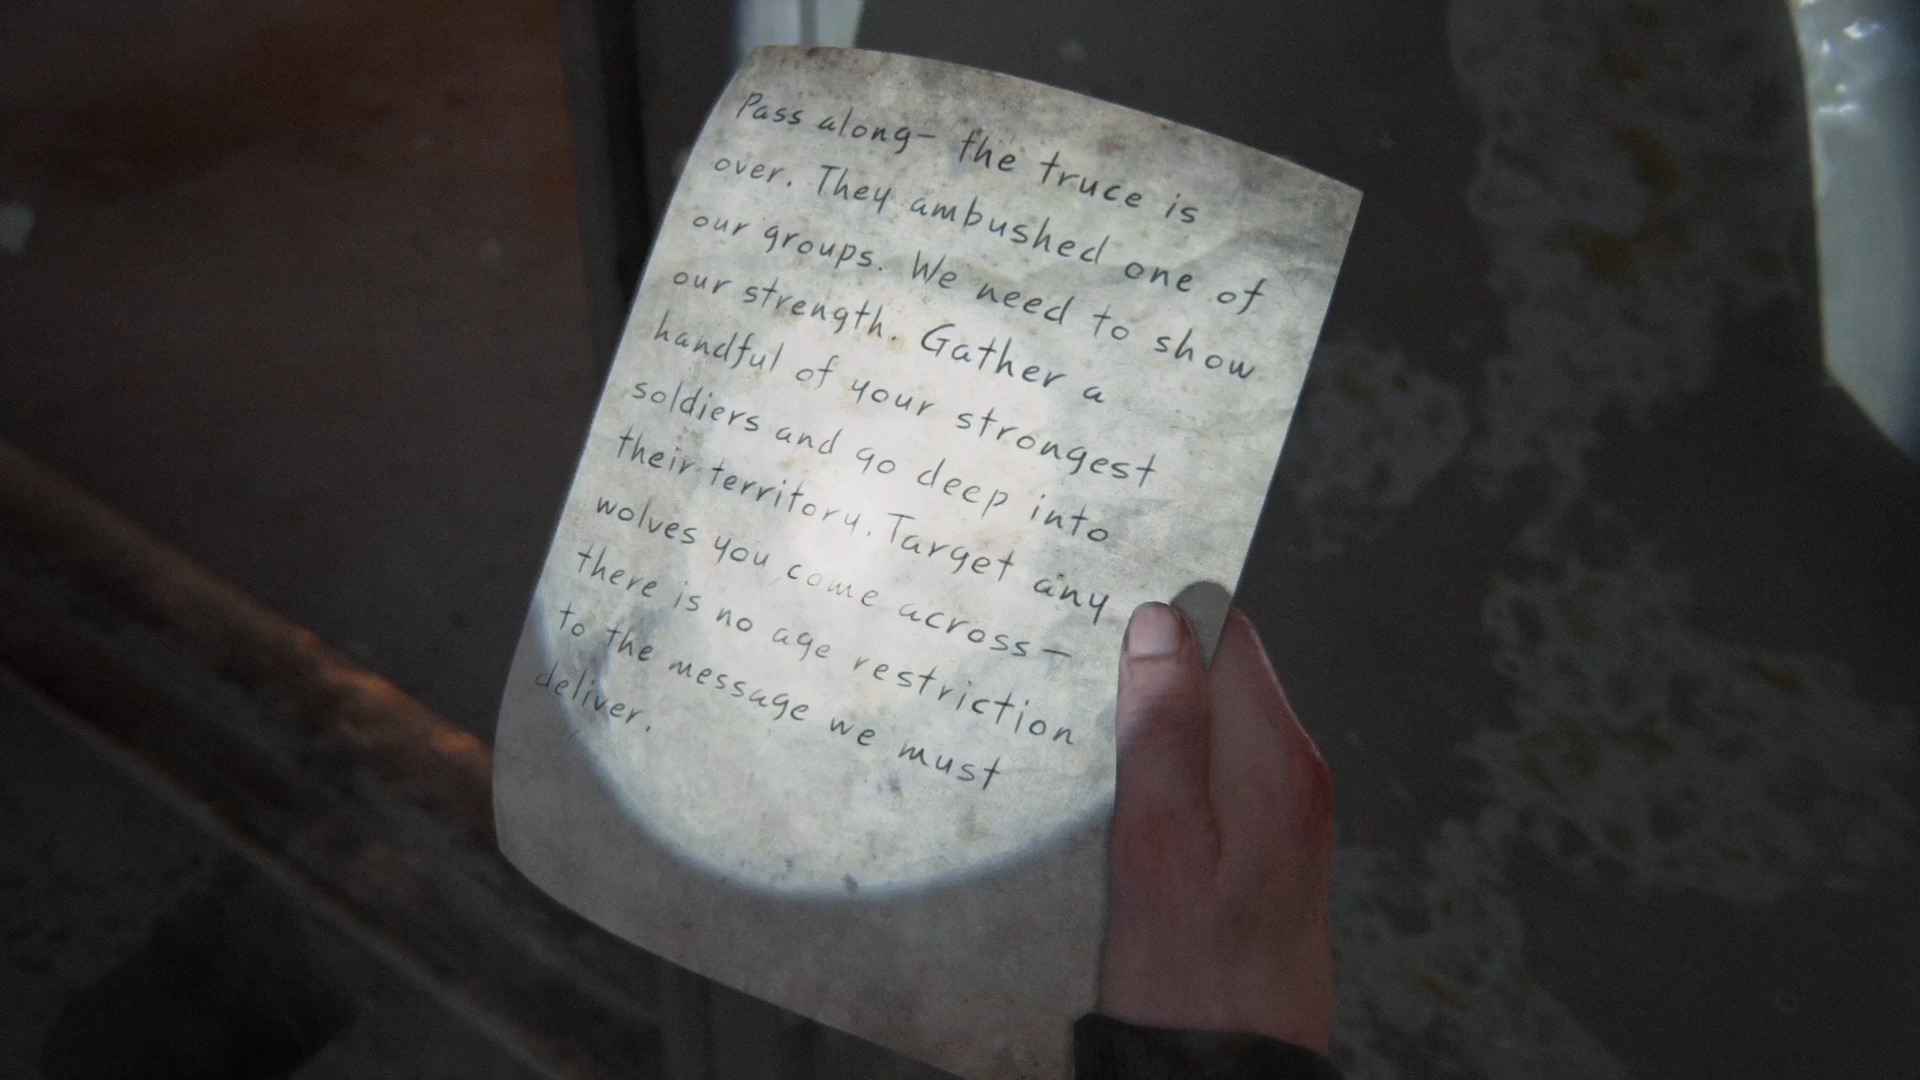 Pass along- the truce is
over. They ambushed one of
our groups. We need to show
our strength. Gather a
handful of your strongest
soldiers and go deep into
their territory. Target any
wolves you come across-
there is no age restriction
to the message we must
deliver.